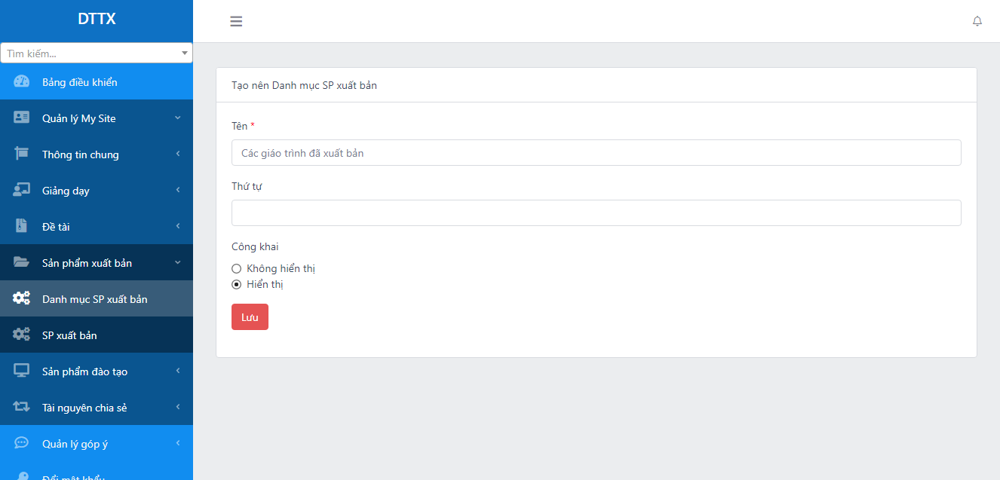 DTTX
Tìm kiếm...
Bảng điều khiển
Quản lý My Site
Thông tin chung
Giảng dạy
Đề tài
Sản phẩm xuất bản
Danh mục SP xuất bản
SP xuất bản
Sản phẩm đào tạo
Tài nguyên chia sẻ
Quản lý góp ý
Đổi mật khẩu
Tạo nên Danh mục SP xuất bản
Tên *
Các giáo trình đã xuất bản
Thứ tự
Công khai
Không hiển thị
Hiển thị
Lưu